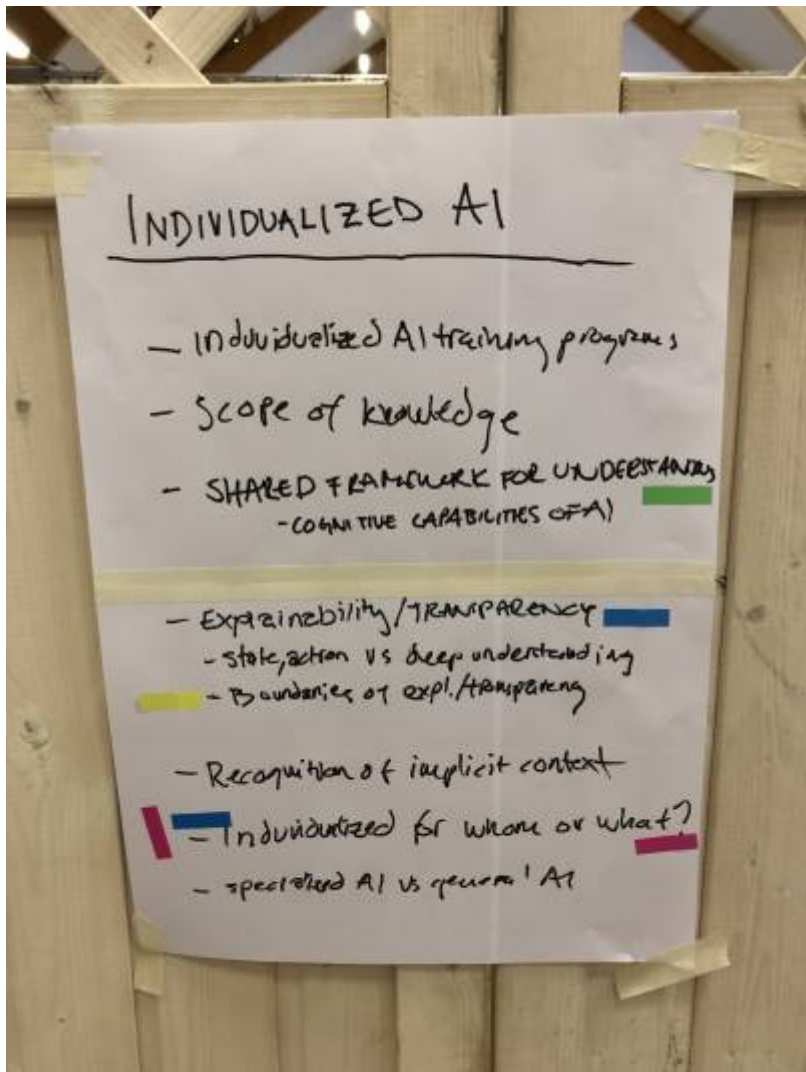 INDIVIDUALIZED AI
- Individualized AI training programs
- Scope of knowledge
- SHARED FRAMEWORK FOR UNDERSTANDING
- COGNITIVE CAPABILITIES OF AI
- Explainability/TRANSPARENCY
- State, action vs deep understanding
- Boundaries of expl./transparency
- Recognition of implicit context
- Individualized for whom or what?
- specialized AI vs general AI